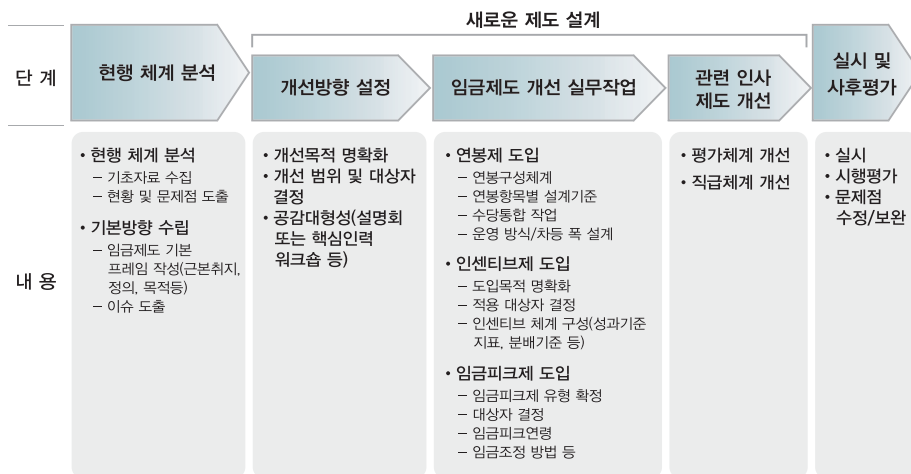 새로운 제도 설계
단 계
현행 체계 분석
개선방향 설정
임금제도 개선 실무작업
관련 인사
제도 개선
실시 및
사후평가
내 용
• 현행 체계 분석
– 기초자료 수집
– 현황 및 문제점 도출
• 기본방향 수립
– 임금제도 기본
프레임 작성(근본취지,
정의, 목적등)
– 이슈 도출
• 개선목적 명확화
• 개선 범위 및 대상자
결정
• 공감대형성(설명회
또는 핵심인력
워크숍 등)
• 연봉제 도입
– 연봉구성체계
– 연봉항목별 설계기준
– 수당통합 작업
– 운영 방식/차등 폭 설계
• 인센티브제 도입
– 도입목적 명확화
– 적용 대상자 결정
– 인센티브 체계 구성(성과기준
지표, 분배기준 등)
• 임금피크제 도입
– 임금피크제 유형 확정
– 대상자 결정
– 임금피크연령
– 임금조정 방법 등
• 평가체계 개선
• 직급체계 개선
• 실시
• 시행평가
• 문제점
수정/보완